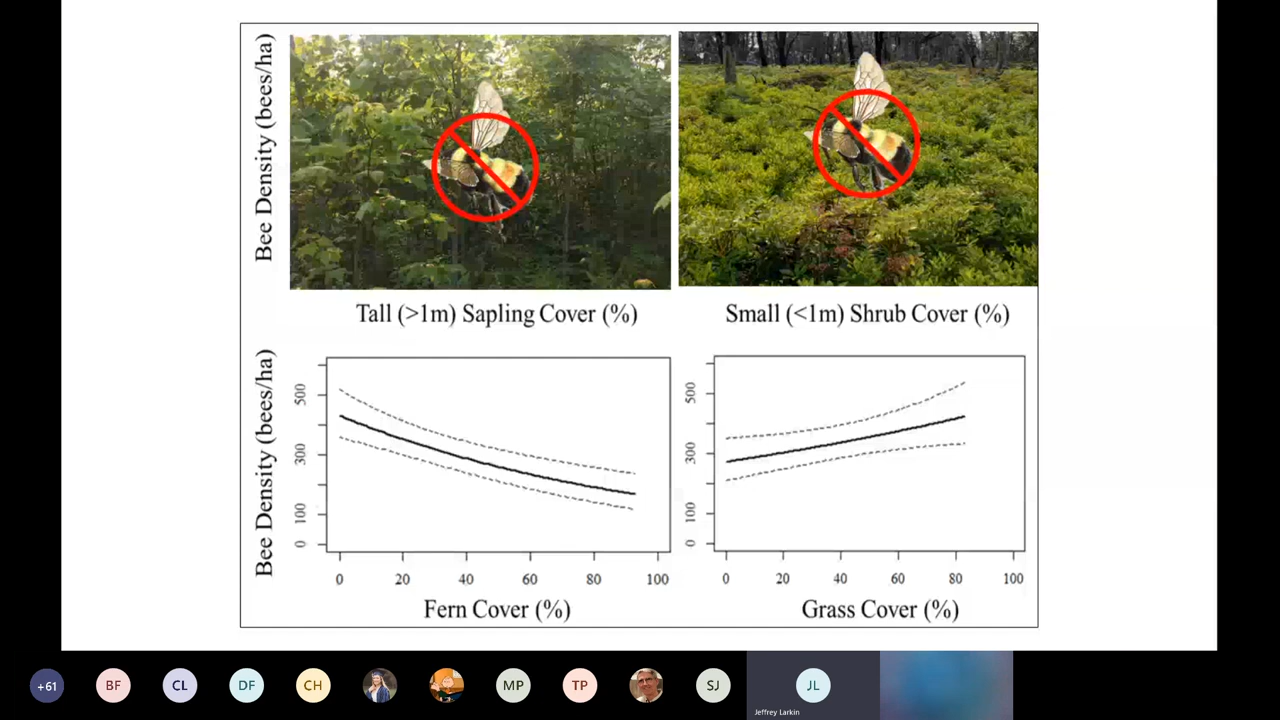 Bee Density (bees/ha)
Tall (>1m) Sapling Cover (%)
Small (<1m) Shrub Cover (%)
Bee Density (bees/ha)
500
300
100
0
0 20 40 60 80 100
Fern Cover (%)
500
300
100
0
0 20 40 60 80 100
Grass Cover (%)
+61
BF
CL
DF
CH
MP
TP
SJ
JL
Jeffrey Larkin